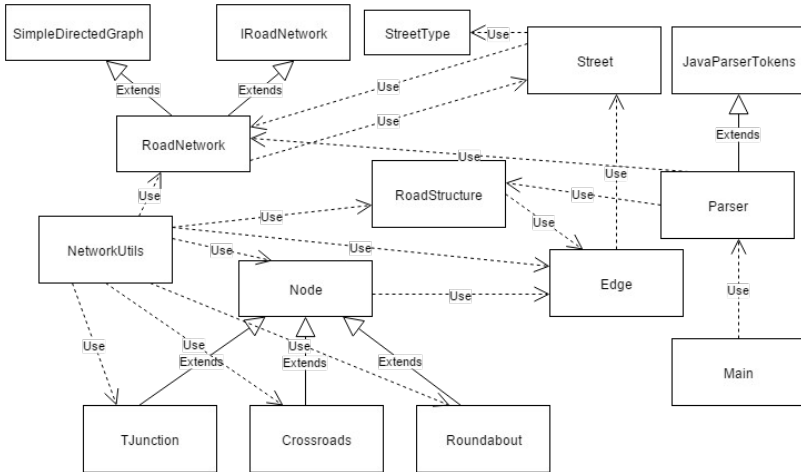 SimpleDirectedGraph
IRoadNetwork
StreetType
Use
Street
JavaParserTokens
Extends
Extends
Use
Use
Extends
RoadNetwork
Use
Use
Use
RoadStructure
Use
Parser
Use
Use
NetworkUtils
Use
Use
Use
Node
Use
Edge
Use
Use
Use
Use
Extends
Extends
Extends
Main
TJunction
Crossroads
Roundabout